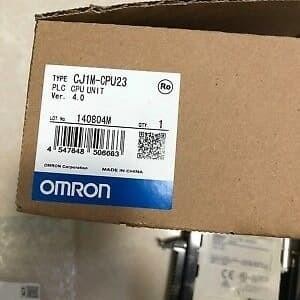 TYPE CJ1M-CPU23
PLC CPU UNIT
Ver. 4.0
Ro
LOT No. 140804M QTY. 1
4 547648 506083
OMRON Corporation MADE IN CHINA
OMRON